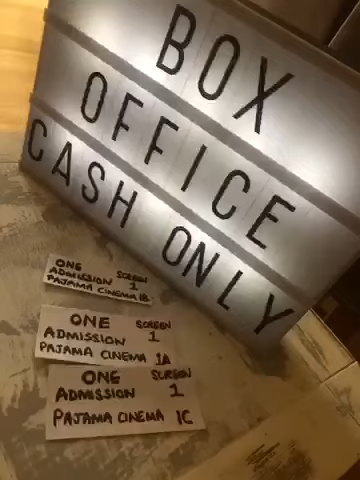 BOX
OFFICE
CASH ONLY
ONE SCREEN
ADMISSION 1
PAJAMA CINEMA 1B
ONE SCREEN
ADMISSION 1
PAJAMA CINEMA 1A
ONE SCREEN
ADMISSION 1
PAJAMA CINEMA 1C